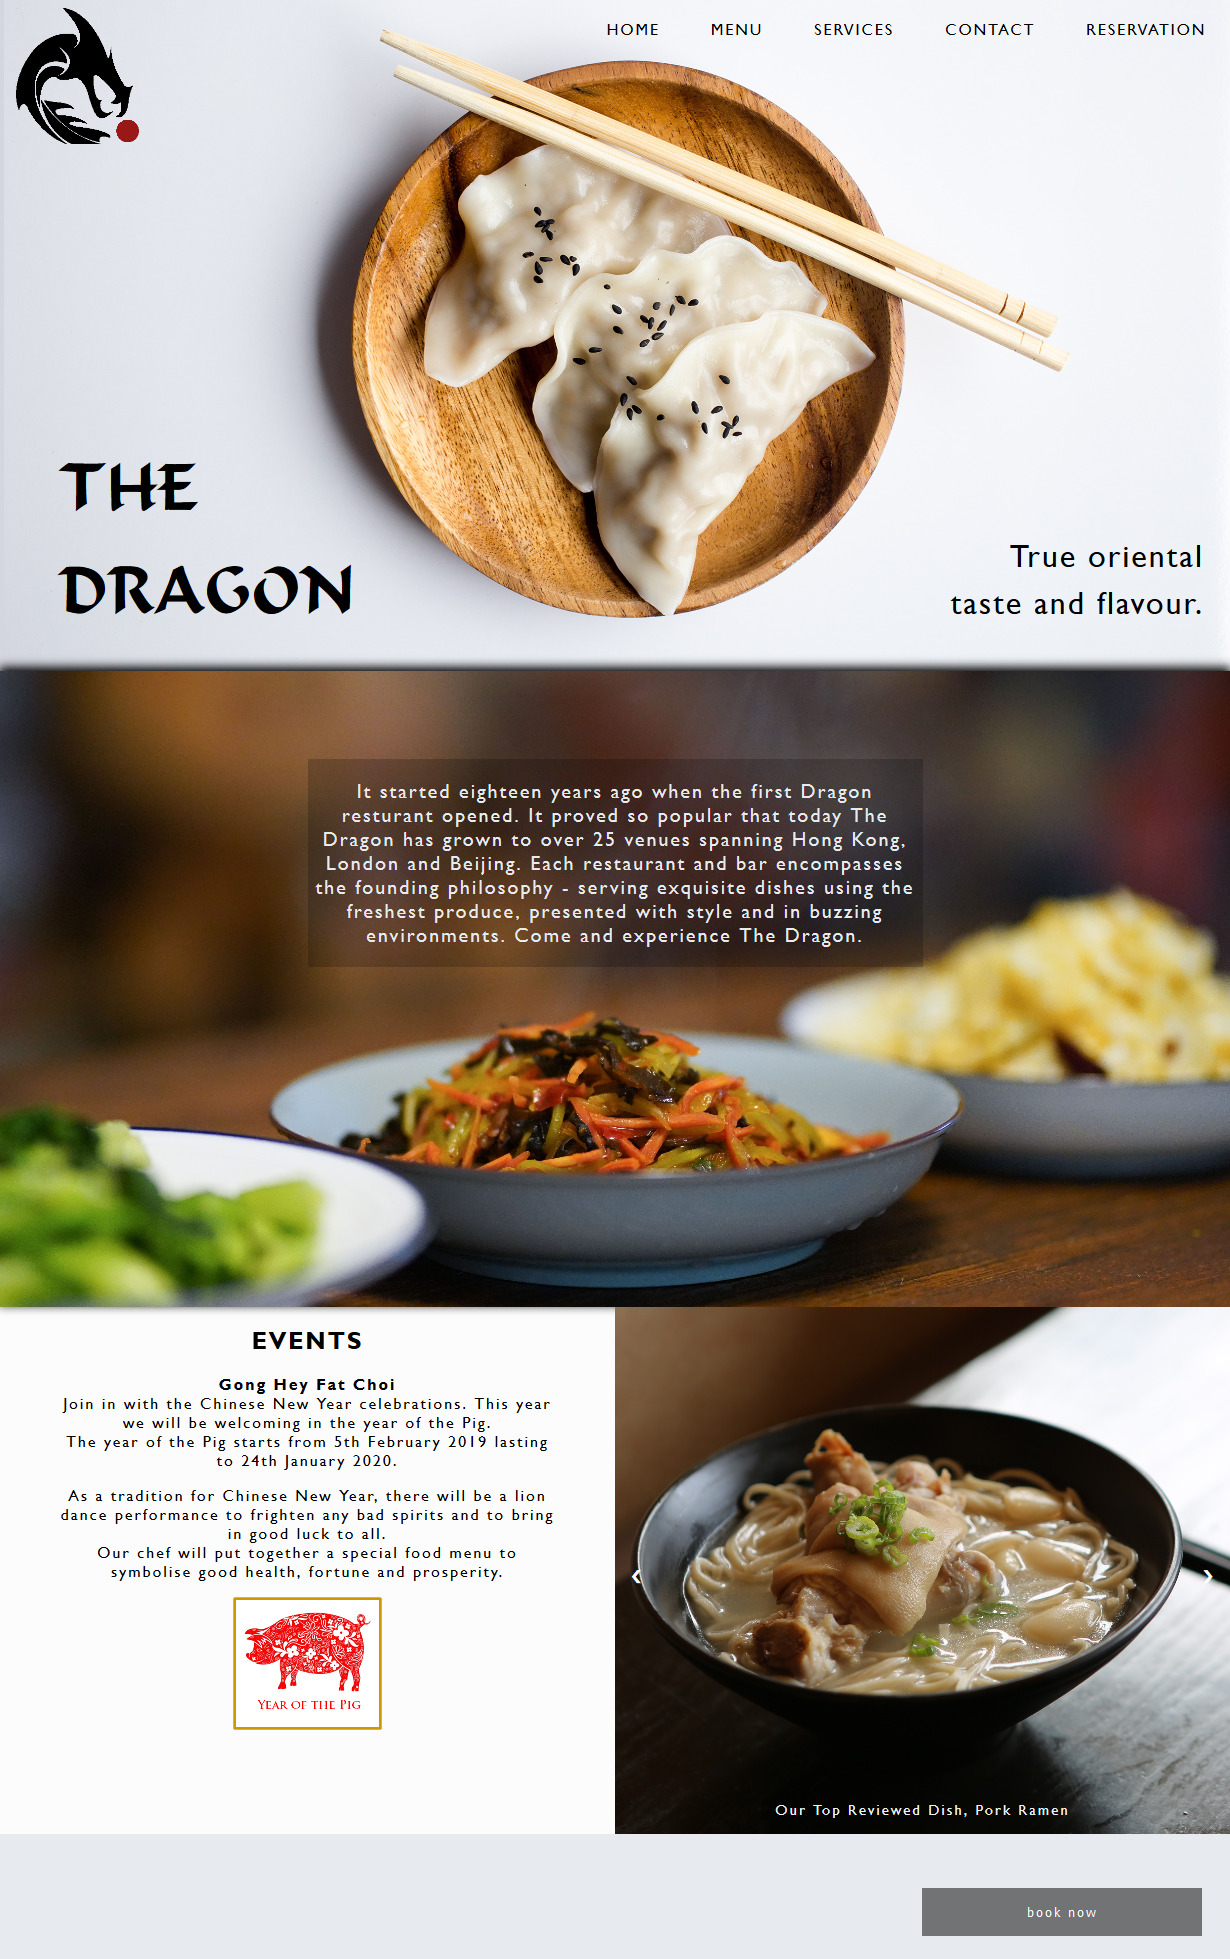 HOME MENU SERVICES CONTACT RESERVATION
THE
DRAGON
True oriental
taste and flavour.
It started eighteen years ago when the first Dragon
resturant opened. It proved so popular that today The
Dragon has grown to over 25 venues spanning Hong Kong,
London and Beijing. Each restaurant and bar encompasses
the founding philosophy - serving exquisite dishes using the
freshest produce, presented with style and in buzzing
environments. Come and experience The Dragon.
EVENTS
Gong Hey Fat Choi
Join in with the Chinese New Year celebrations. This year
we will be welcoming in the year of the Pig.
The year of the Pig starts from 5th February 2019 lasting
to 24th January 2020.
As a tradition for Chinese New Year, there will be a lion
dance performance to frighten any bad spirits and to bring
in good luck to all.
Our chef will put together a special food menu to
symbolise good health, fortune and prosperity.
YEAR OF THE PIG
❮ ❯
Our Top Reviewed Dish, Pork Ramen
book now